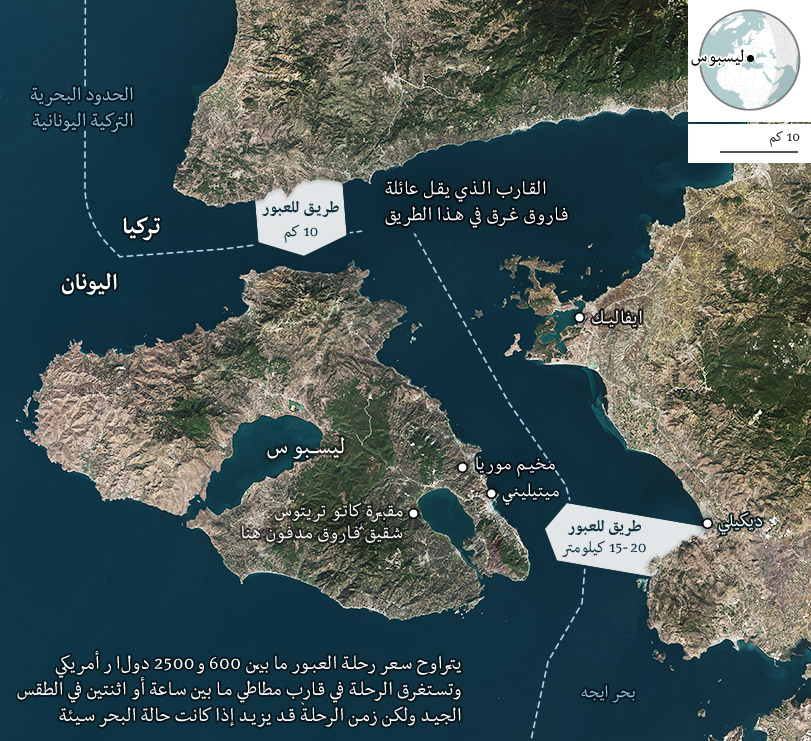 ليسبوس
10 كم
الحدود البحرية
التركية اليونانية
القارب الذي يقل عائلة
فاروق غرق في هذا الطريق
طريق للعبور
10 كم
تركيا
اليونان
ايفاليك
ليسبوس
مخيم موريا
ميتيليني
مقبرة كاتو تريتوس
شقيق فاروق مدفون هنا
ديكيلي
طريق للعبور
15-20 كيلومتر
بحر ايجه
يتراوح سعر رحلة العبور ما بين 600 و2500 دولار أمريكي
وتستغرق الرحلة في قارب مطاطي ما بين ساعة أو اثنتين في الطقس
الجيد ولكن زمن الرحلة قد يزيد إذا كانت حالة البحر سيئة